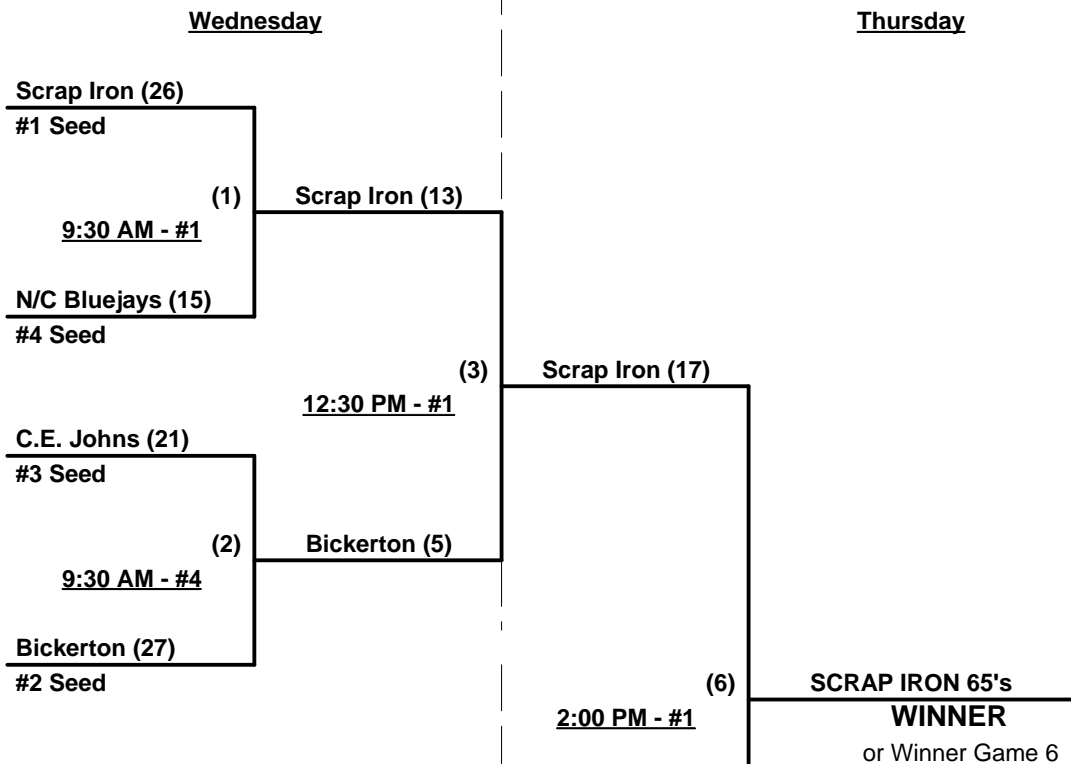 Wednesday
Thursday
Scrap Iron (26)
#1 Seed
(1)
Scrap Iron (13)
9:30 AM - #1
N/C Bluejays (15)
#4 Seed
(3)
Scrap Iron (17)
12:30 PM - #1
C.E. Johns (21)
#3 Seed
(2)
Bickerton (5)
9:30 AM - #4
Bickerton (27)
#2 Seed
(6)
SCRAP IRON 65's
2:00 PM - #1
WINNER
or Winner Game 6